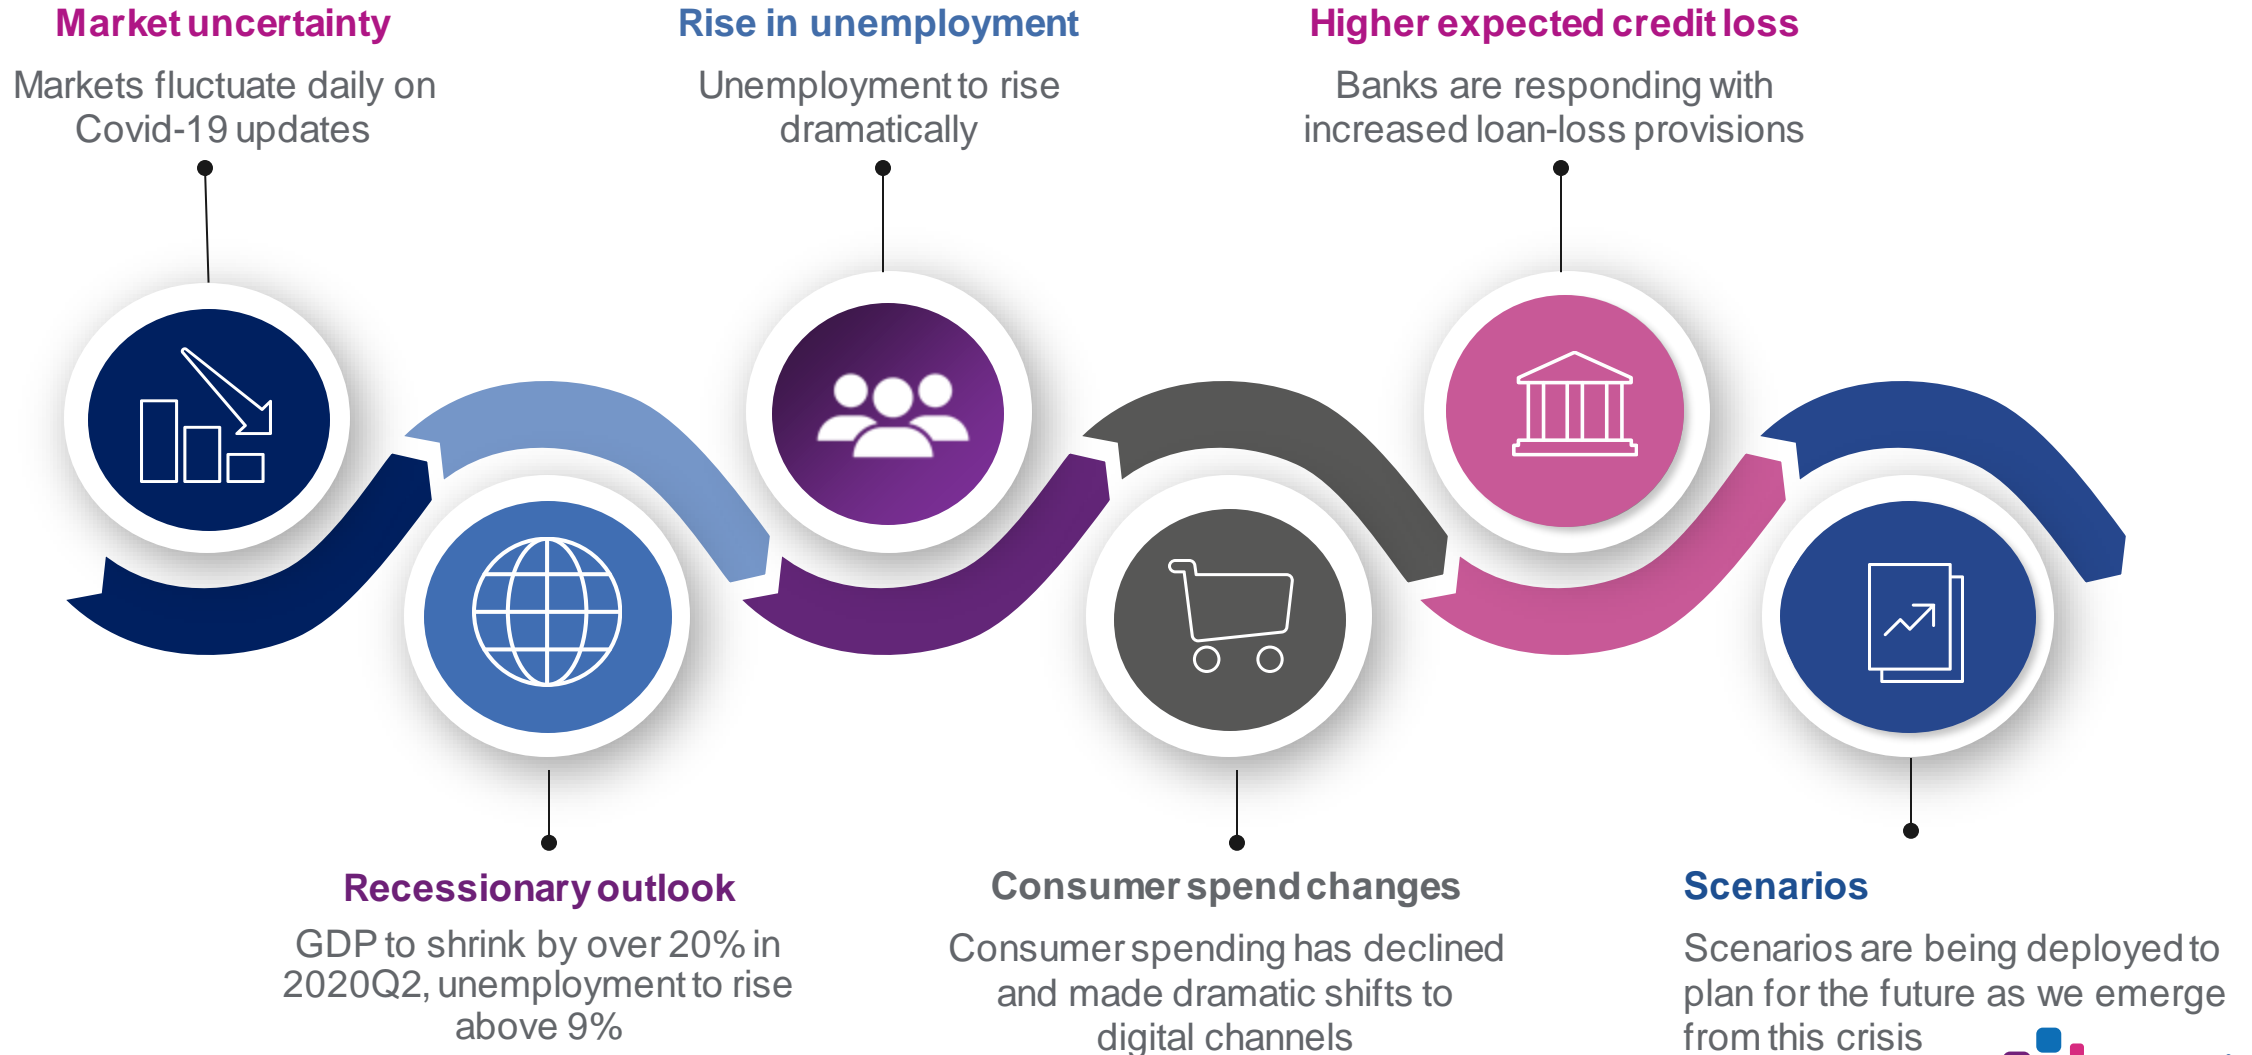 Market uncertainty
Markets fluctuate daily on
Covid-19 updates
Rise in unemployment
Unemployment to rise
dramatically
Higher expected credit loss
Banks are responding with
increased loan-loss provisions
Recessionary outlook
GDP to shrink by over 20% in
2020Q2, unemployment to rise
above 9%
Consumer spend changes
Consumer spending has declined
and made dramatic shifts to
digital channels
Scenarios
Scenarios are being deployed to
plan for the future as we emerge
from this crisis